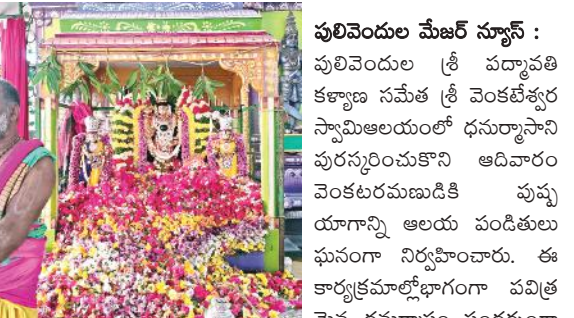 పులివెందుల మేజర్ న్యూస్ :
పులివెందుల శ్రీ పద్మావతి
కళ్యాణ సమేత శ్రీ వెంకటేశ్వర
స్వామిఆలయంలో ధనుర్మాసాని
పురస్కరించుకొని ఆదివారం
వెంకటరమణుడికి పుష్ప
యాగాన్ని ఆలయ పండితులు
ఘనంగా నిర్వహించారు. ఈ
కార్యక్రమాల్లోభాగంగా పవిత్ర